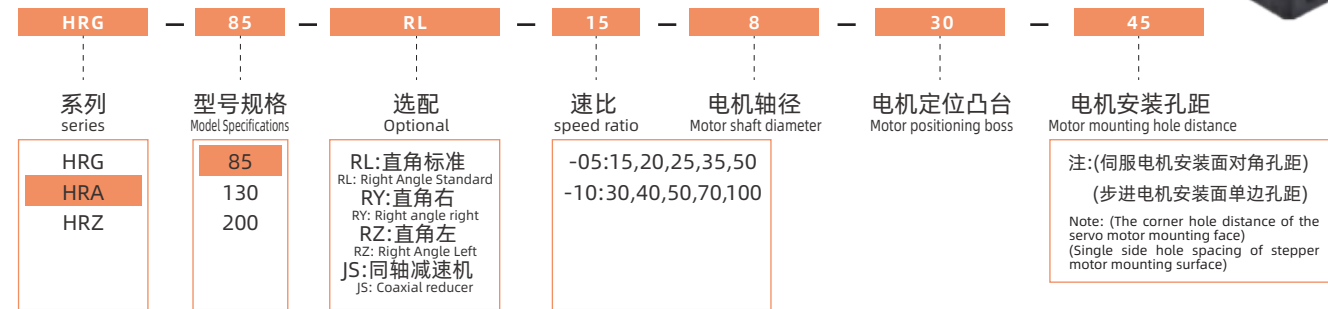 HRG — 85 — RL — 15 — 8 — 30 — 45
系列
series
型号规格
Model Specifications
选配
Optional
速比
speed ratio
电机轴径
Motor shaft diameter
电机定位凸台
Motor positioning boss
电机安装孔距
Motor mounting hole distance
HRG
HRA
HRZ
85
130
200
RL:直角标准
RL: Right Angle Standard
RY:直角右
RY: Right angle right
RZ:直角左
RZ: Right Angle Left
JS:同轴减速机
JS: Coaxial reducer
-05:15,20,25,35,50
-10:30,40,50,70,100
注:(伺服电机安装面对角孔距)
(步进电机安装面单边孔距)
Note: (The corner hole distance of the
servo motor mounting face)
(Single side hole spacing of stepper
motor mounting surface)